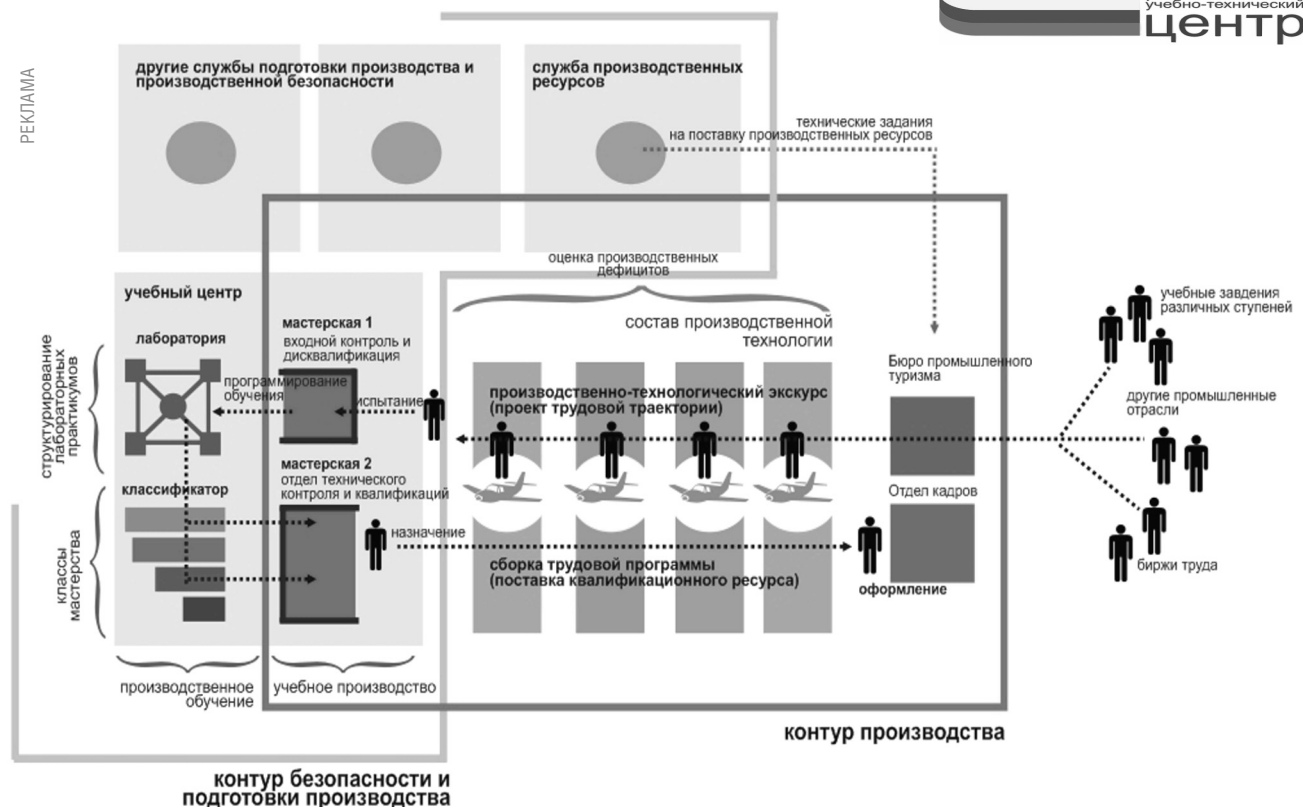 учебно-технический
центр
РЕКЛАМА
другие службы подготовки производства и
производственной безопасности
служба производственных
ресурсов
технические задания
на поставку производственных ресурсов
оценка производственных
дефицитов
учебный центр
лаборатория
мастерская 1
входной контроль и
дисквалификация
программирование
обучения
испытание
структурирование
лабораторных
практикумов
состав производственной
технологии
производственно-технологический экскурс
(проект трудовой траектории)
Бюро промышленного
туризма
учебные завдения
различных ступеней
другие промышленные
отрасли
классификатор
мастерская 2
отдел технического
контроля и квалификаций
назначение
классы
мастерства
сборка трудовой программы
(поставка квалификационного ресурса)
Отдел кадров
оформление
биржи труда
производственное
обучение
учебное производство
контур производства
контур безопасности и
подготовки производства